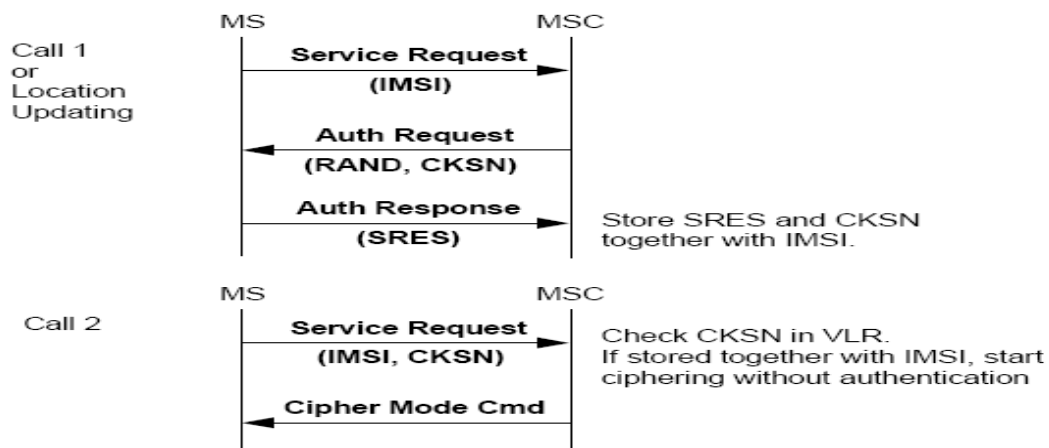 MS MSC
Call 1
or
Location
Updating
Service Request
(IMSI)
Auth Request
(RAND, CKSN)
Auth Response
(SRES)
Store SRES and CKSN
together with IMSI.
MS MSC
Call 2
Service Request
(IMSI, CKSN)
Check CKSN in VLR.
If stored together with IMSI, start
ciphering without authentication
Cipher Mode Cmd